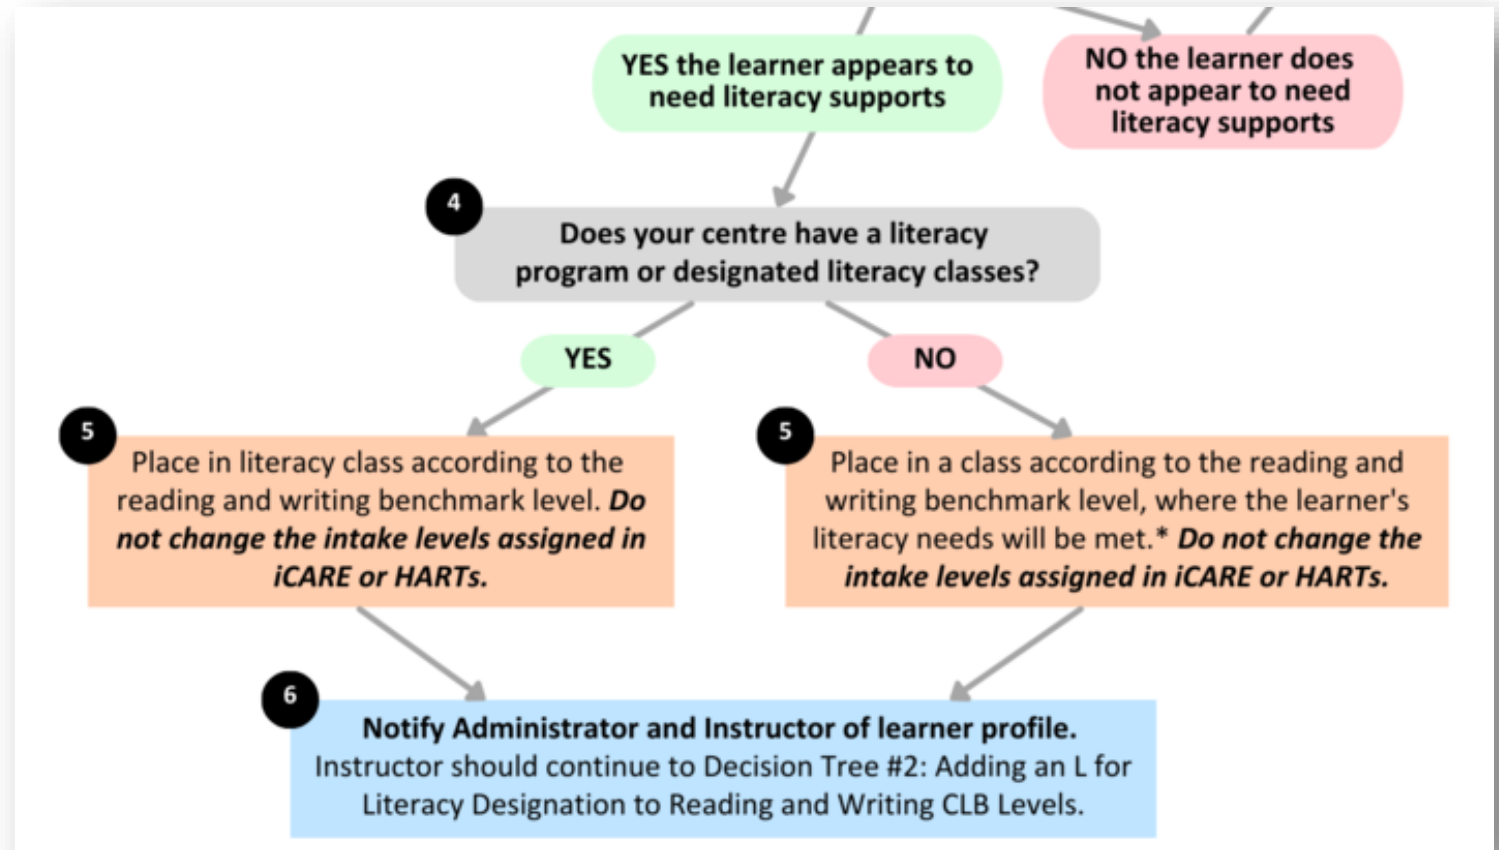 YES the learner appears to
need literacy supports
NO the learner does
not appear to need
literacy supports
4
Does your centre have a literacy
program or designated literacy classes?
YES
NO
5
Place in literacy class according to the
reading and writing benchmark level. Do
not change the intake levels assigned in
iCARE or HARTs.
5
Place in a class according to the reading and
writing benchmark level, where the learner's
literacy needs will be met.* Do not change the
intake levels assigned in iCARE or HARTs.
6
Notify Administrator and Instructor of learner profile.
Instructor should continue to Decision Tree #2: Adding an L for
Literacy Designation to Reading and Writing CLB Levels.